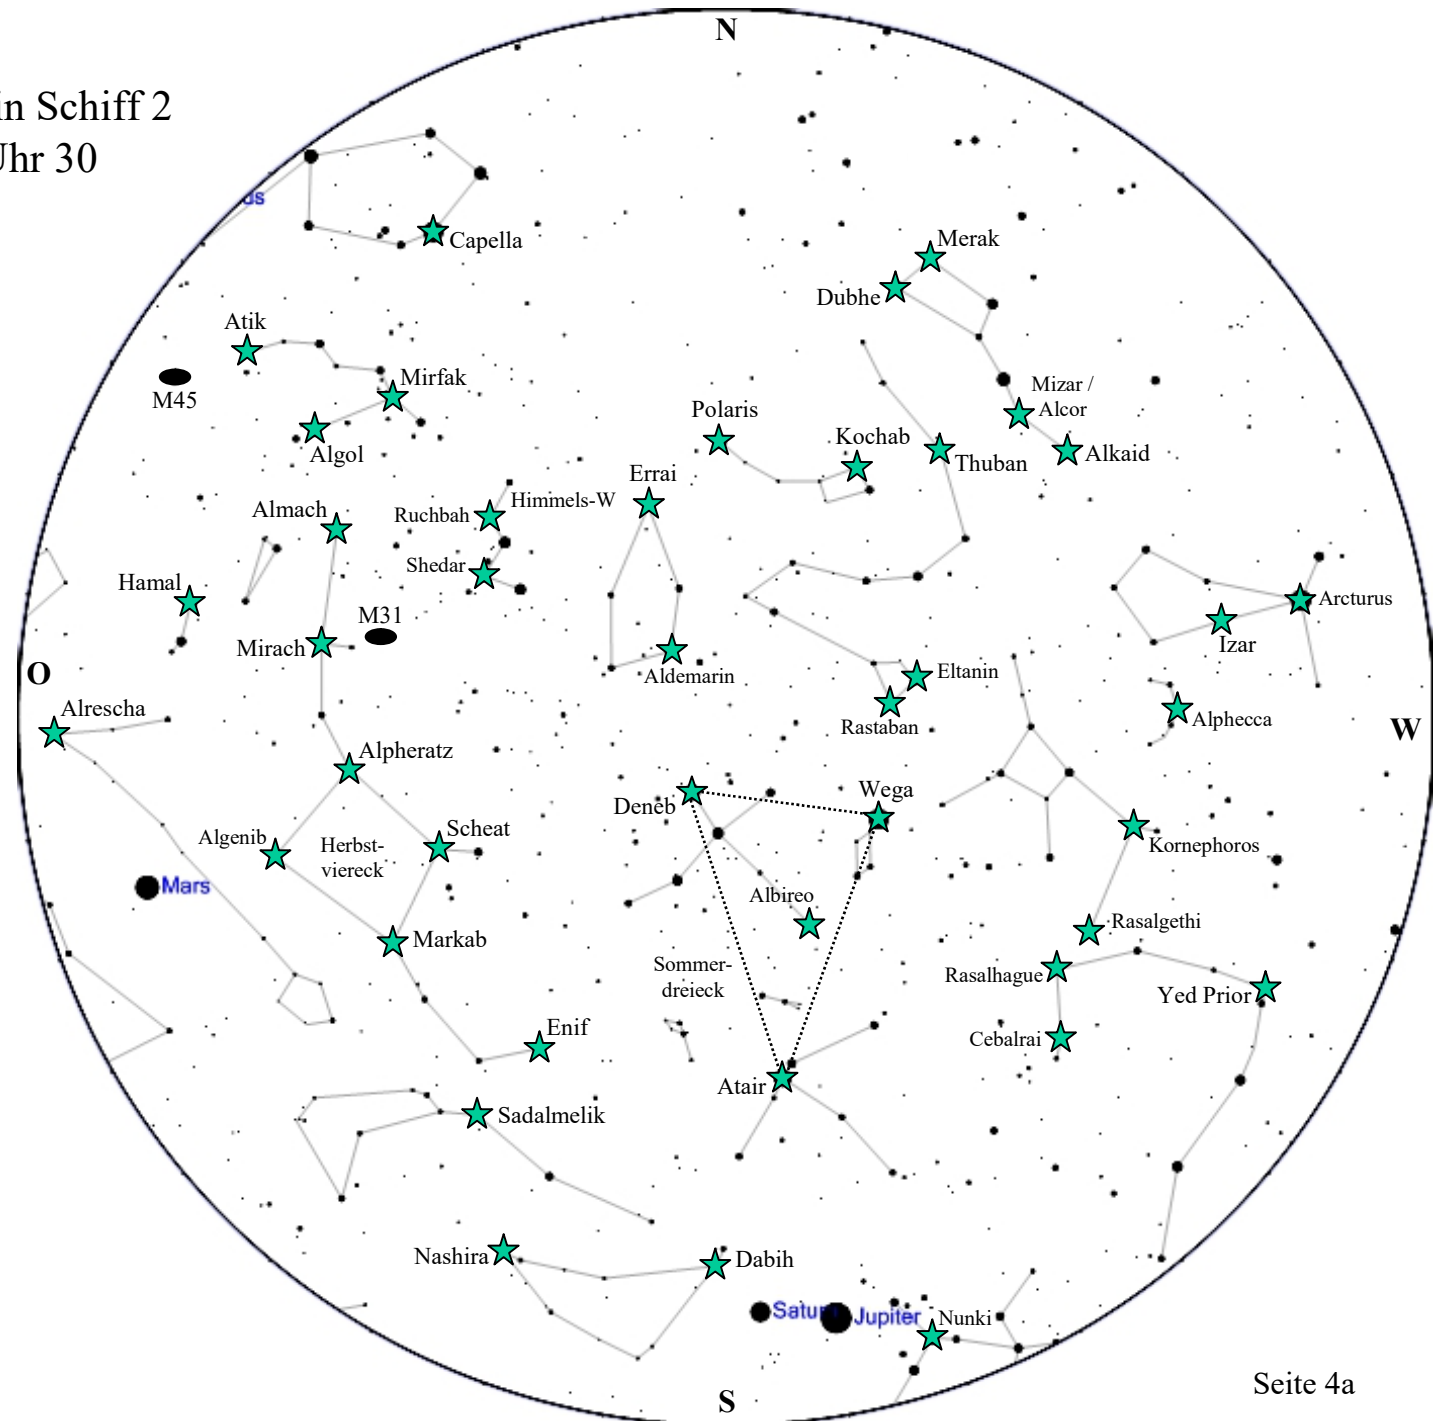 N
in Schiff 2
Uhr 30
ds
Capella
Merak
Dubhe
Atik
M45
Mirfak
Mizar /
Alcor
Polaris
Kochab
Algol
Thuban
Alkaid
Errai
Almach
Ruchbah
Himmels-W
Shedar
Hamal
M31
Arcturus
Izar
Mirach
O
Aldemarin
Eltanin
Alrescha
Rastaban
Alphecca
W
Alpheratz
Deneb
Wega
Algenib
Herbst-
viereck
Scheat
Kornephoros
Mars
Albireo
Markab
Rasalgethi
Sommer-
dreieck
Rasalhague
Yed Prior
Enif
Cebalrai
Atair
Sadalmelik
Nashira
Dabih
Saturn
Jupiter
Nunki
Seite 4a
S